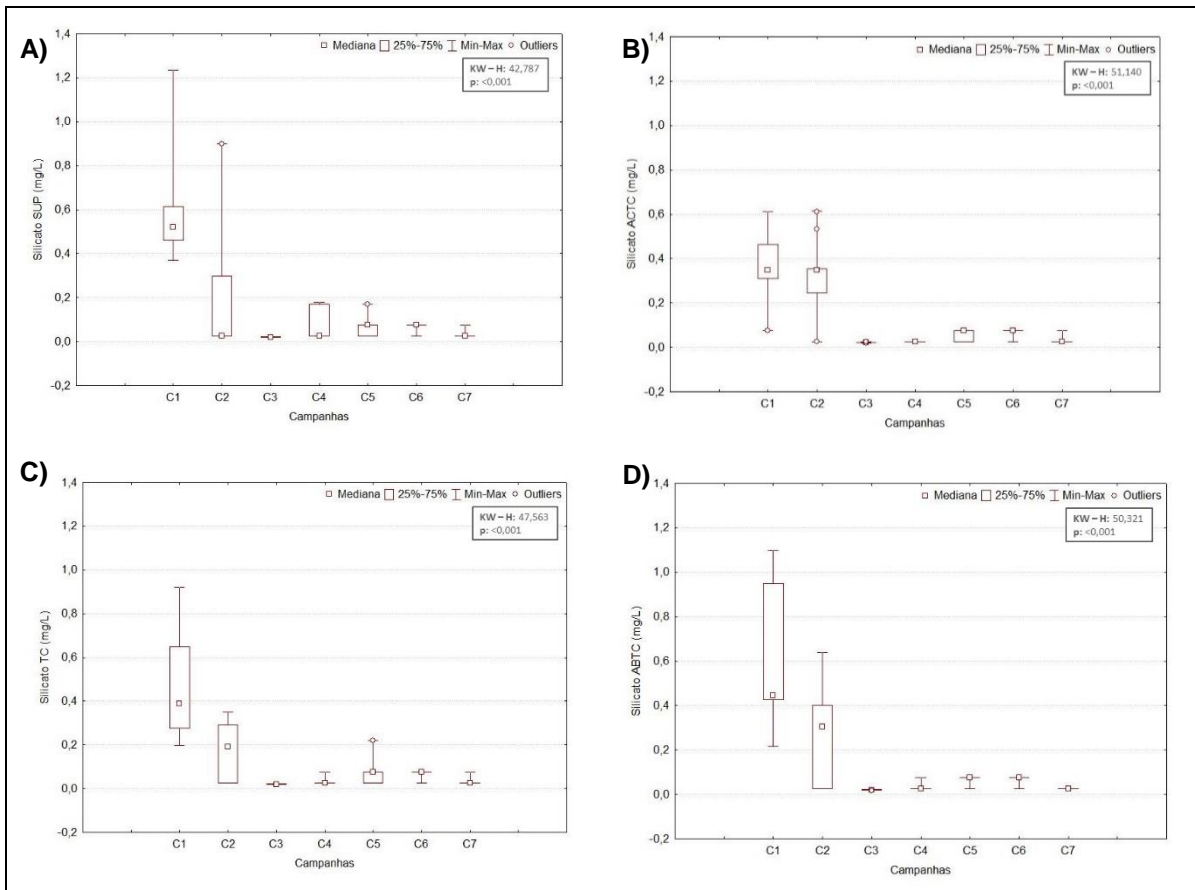 A)
1,4
Mediana 25%-75% Min-Max Outliers
KW – H: 42,787
p: <0,001
1,2
1,0
0,8
0,6
0,4
0,2
0,0
-0,2
Silicato SUP (mg/L)
C1 C2 C3 C4 C5 C6 C7
Campanhas
B)
1,4
Mediana 25%-75% Min-Max Outliers
KW – H: 51,140
p: <0,001
1,2
1,0
0,8
0,6
0,4
0,2
0,0
-0,2
Silicato ACTC (mg/L)
C1 C2 C3 C4 C5 C6 C7
Campanhas
C)
1,4
Mediana 25%-75% Min-Max Outliers
KW – H: 47,563
p: <0,001
1,2
1,0
0,8
0,6
0,4
0,2
0,0
-0,2
Silicato TC (mg/L)
C1 C2 C3 C4 C5 C6 C7
Campanhas
D)
1,4
Mediana 25%-75% Min-Max Outliers
KW – H: 50,321
p: <0,001
1,2
1,0
0,8
0,6
0,4
0,2
0,0
-0,2
Silicato ABTC (mg/L)
C1 C2 C3 C4 C5 C6 C7
Campanhas